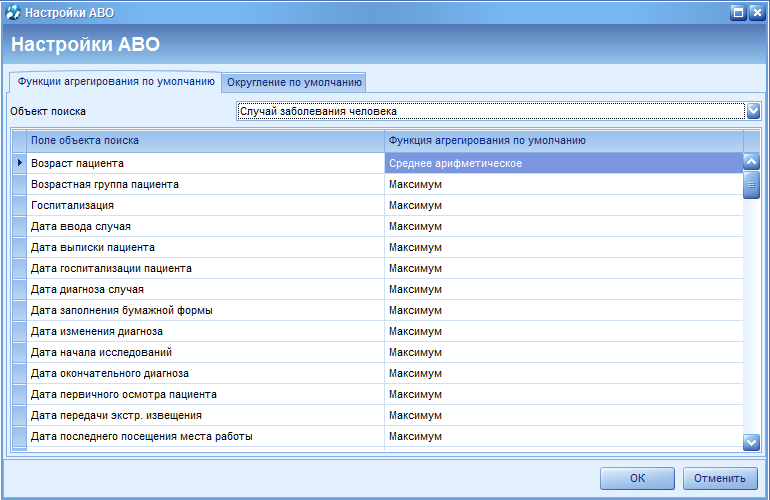 Настройки АВО
Настройки АВО
Функции агрегирования по умолчанию Округление по умолчанию
Объект поиска Случай заболевания человека
Поле объекта поиска Функция агрегирования по умолчанию
Возраст пациента Среднее арифметическое
Возрастная группа пациента Максимум
Госпитализация Максимум
Дата ввода случая Максимум
Дата выписки пациента Максимум
Дата госпитализации пациента Максимум
Дата диагноза случая Максимум
Дата заполнения бумажной формы Максимум
Дата изменения диагноза Максимум
Дата начала исследований Максимум
Дата окончательного диагноза Максимум
Дата первичного осмотра пациента Максимум
Дата передачи экстр. извещения Максимум
Дата последнего посещения места работы Максимум
ОК Отменить